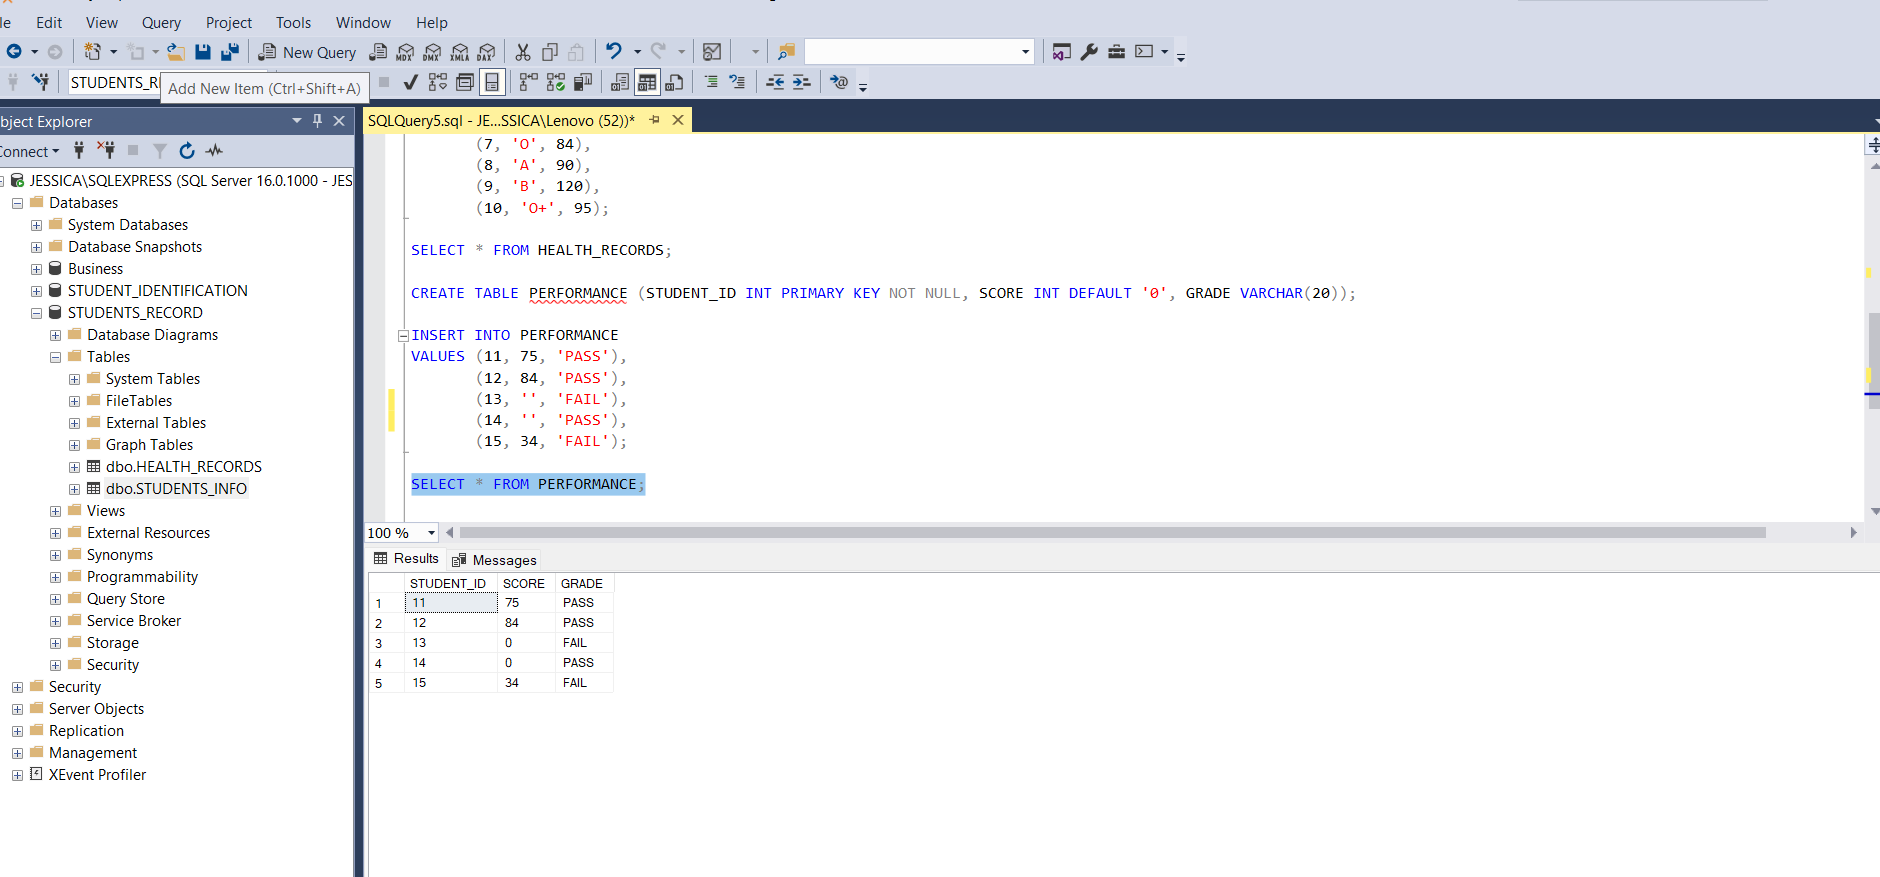 le Edit View Query Project Tools Window Help
New Query MDX DMX XMLA DAX
STUDENTS_R
Add New Item (Ctrl+Shift+A)
bject Explorer
onnect
JESSICA\SQLEXPRESS (SQL Server 16.0.1000 - JES
Databases
System Databases
Database Snapshots
Business
STUDENT_IDENTIFICATION
STUDENTS_RECORD
Database Diagrams
Tables
System Tables
FileTables
External Tables
Graph Tables
dbo.HEALTH_RECORDS
dbo.STUDENTS_INFO
Views
External Resources
Synonyms
Programmability
Query Store
Service Broker
Storage
Security
Security
Server Objects
Replication
Management
XEvent Profiler
SQLQuery5.sql - JE...SSICA\Lenovo (52))*
(7, 'O', 84),
(8, 'A', 90),
(9, 'B', 120),
(10, 'O+', 95);
SELECT * FROM HEALTH_RECORDS;
CREATE TABLE PERFORMANCE (STUDENT_ID INT PRIMARY KEY NOT NULL, SCORE INT DEFAULT '0', GRADE VARCHAR(20));
INSERT INTO PERFORMANCE
VALUES (11, 75, 'PASS'),
(12, 84, 'PASS'),
(13, '', 'FAIL'),
(14, '', 'PASS'),
(15, 34, 'FAIL');
SELECT * FROM PERFORMANCE;
100 %
Results Messages
STUDENT_ID SCORE GRADE
1 11 75 PASS
2 12 84 PASS
3 13 0 FAIL
4 14 0 PASS
5 15 34 FAIL